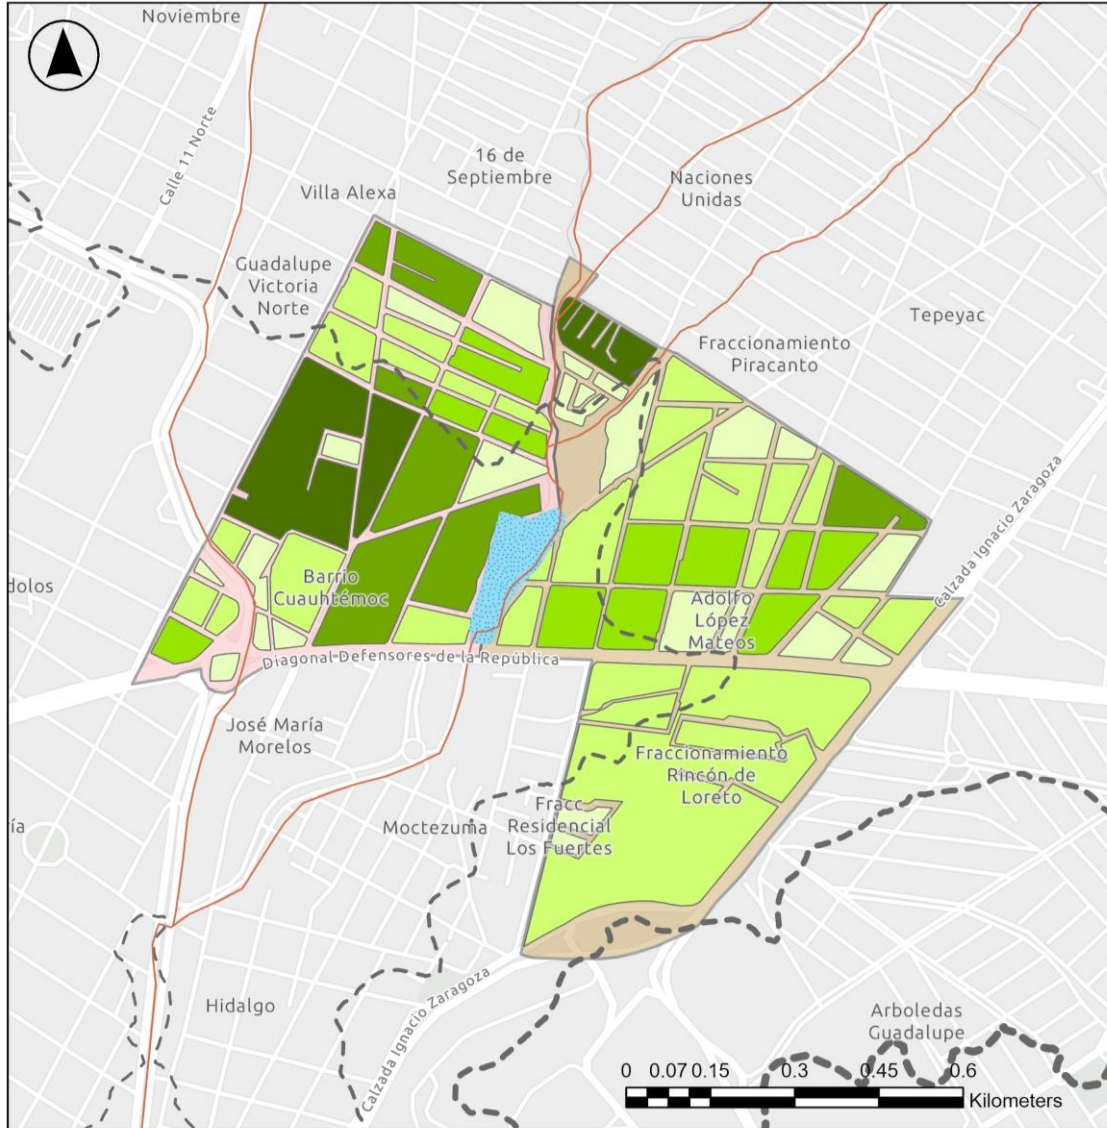 Noviembre
Calle 11 Norte
16 de
Septiembre
Naciones
Unidas
Villa Alexa
Guadalupe
Victoria
Norte
Tepeyac
Fraccionamiento
Piracanto
Calzada Ignacio Zaragoza
dolos
Barrio
Cuauhtémoc
Adolfo
López
Mateos
Diagonal Defensores de la República
José María
Morelos
Fraccionamiento
Rincón de
Loreto
Fracc
Residencial
Los Fuertes
Moctezuma
ía
Hidalgo
Calzada Ignacio Zaragoza
Arboledas
Guadalupe
0 0.07 0.15 0.3 0.45 0.6
Kilometers